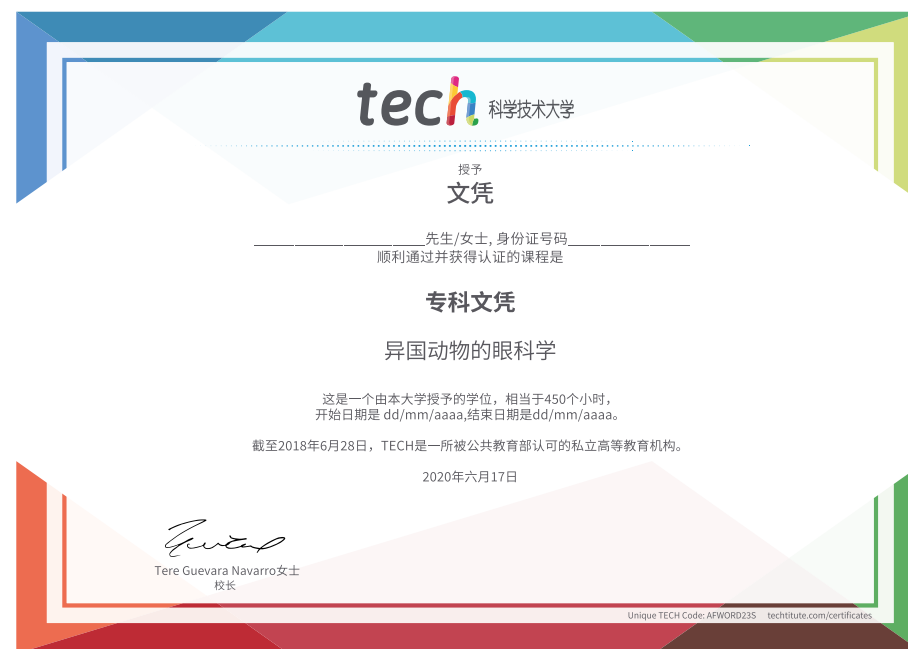 tech 科学技术大学
授予
文凭
先生/女士, 身份证号码
顺利通过并获得认证的课程是
专科文凭
异国动物的眼科学
这是一个由本大学授予的学位，相当于450个小时，
开始日期是 dd/mm/aaaa,结束日期是dd/mm/aaaa。
截至2018年6月28日，TECH是一所被公共教育部认可的私立高等教育机构。
2020年六月17日
Tere Guevara Navarro女士
校长
Unique TECH Code: AFWORD23S techtitute.com/certificates